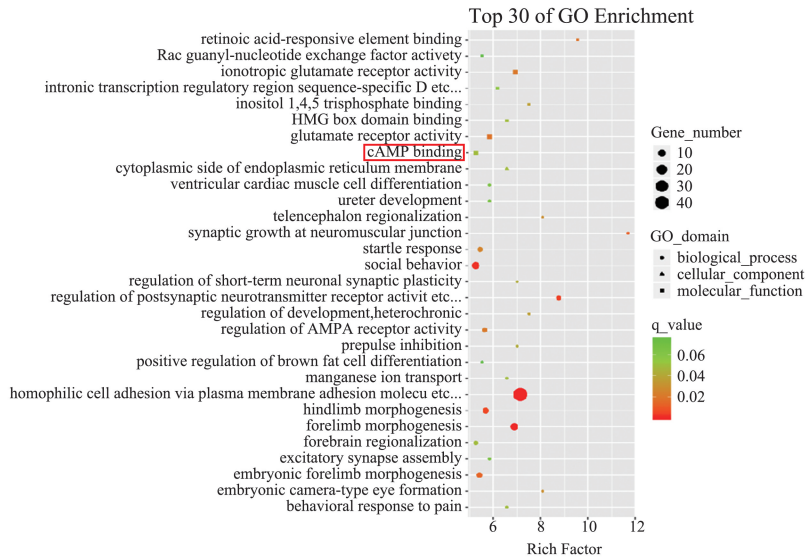 Top 30 of GO Enrichment
retinoic acid-responsive element binding
Rac guanyl-nucleotide exchange factor activety
ionotropic glutamate receptor activity
intronic transcription regulatory region sequence-specific D etc...
inositol 1,4,5 trisphosphate binding
HMG box domain binding
glutamate receptor activity
cAMP binding
cytoplasmic side of endoplasmic reticulum membrane
ventricular cardiac muscle cell differentiation
ureter development
telencephalon regionalization
synaptic growth at neuromuscular junction
startle response
social behavior
regulation of short-term neuronal synaptic plasticity
regulation of postsynaptic neurotransmitter receptor activit etc...
regulation of development,heterochronic
regulation of AMPA receptor activity
prepulse inhibition
positive regulation of brown fat cell differentiation
manganese ion transport
homophilic cell adhesion via plasma membrane adhesion molecu etc...
hindlimb morphogenesis
forelimb morphogenesis
forebrain regionalization
excitatory synapse assembly
embryonic forelimb morphogenesis
embryonic camera-type eye formation
behavioral response to pain
6 8 10 12
Rich Factor
Gene_number
10
20
30
40
GO_domain
biological_process
cellular_component
molecular_function
q_value
0.06
0.04
0.02